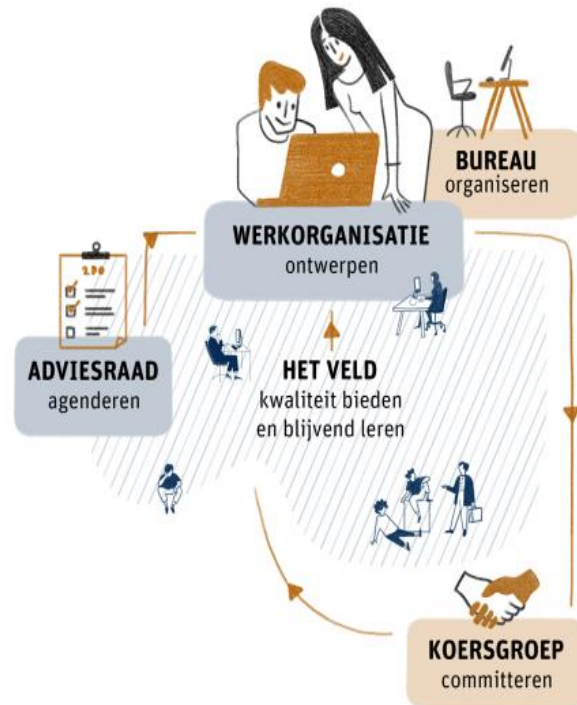 BUREAU
organiseren
WERKORGANISATIE
ontwerpen
ADVIESRAAD
agenderen
HET VELD
kwaliteit bieden
en blijvend leren
KOERSGROEP
committeren